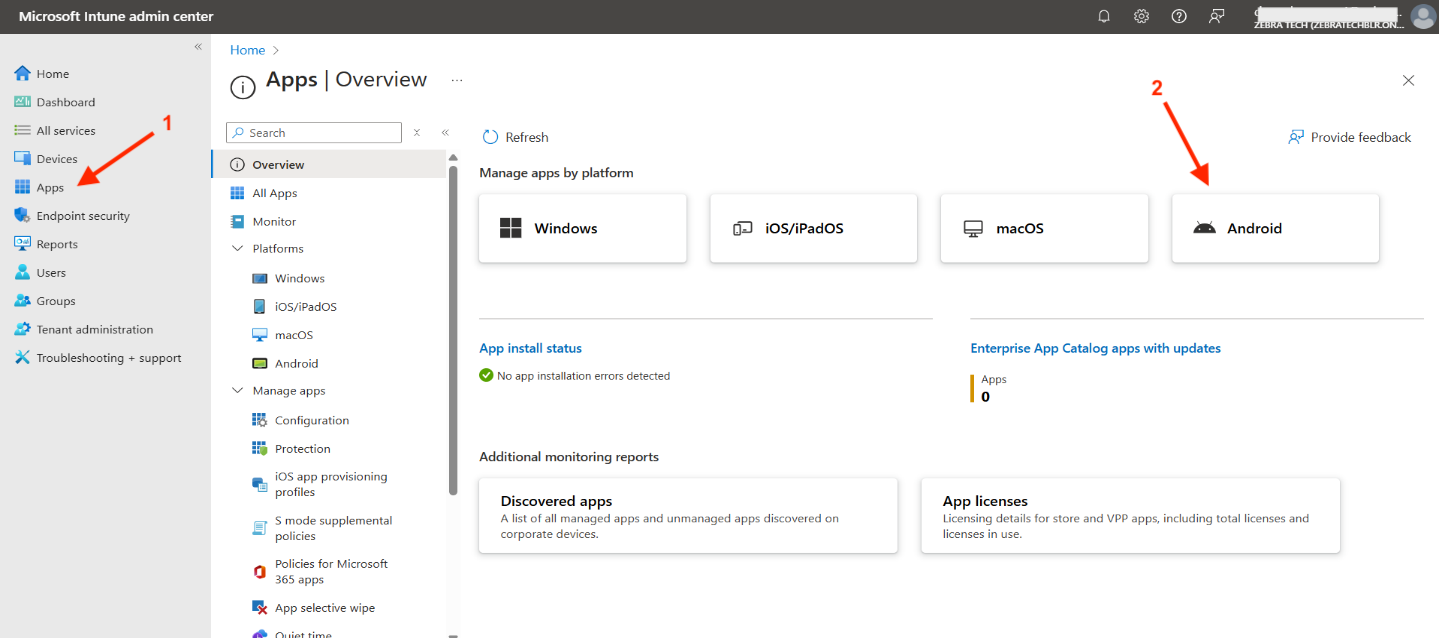 Microsoft Intune admin center
ZEBRA TECH (ZEBRATECHBLR.ON...
«
Home
Dashboard
All services
Devices
Apps
Endpoint security
Reports
Users
Groups
Tenant administration
Troubleshooting + support
1
Home >
Apps | Overview ...
Search
«
Overview
All Apps
Monitor
Platforms
Windows
iOS/iPadOS
macOS
Android
Manage apps
Configuration
Protection
iOS app provisioning
profiles
S mode supplemental
policies
Policies for Microsoft
365 apps
App selective wipe
Quiet time
2
Refresh
Provide feedback
Manage apps by platform
Windows
iOS/iPadOS
macOS
Android
App install status
No app installation errors detected
Enterprise App Catalog apps with updates
Apps
0
Additional monitoring reports
Discovered apps
A list of all managed apps and unmanaged apps discovered on
corporate devices.
App licenses
Licensing details for store and VPP apps, including total licenses and
licenses in use.